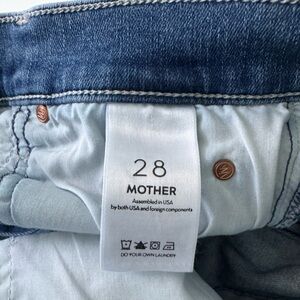 28
MOTHER
Assembled in USA
by both USA and foreign components
DO YOUR OWN LAUNDRY